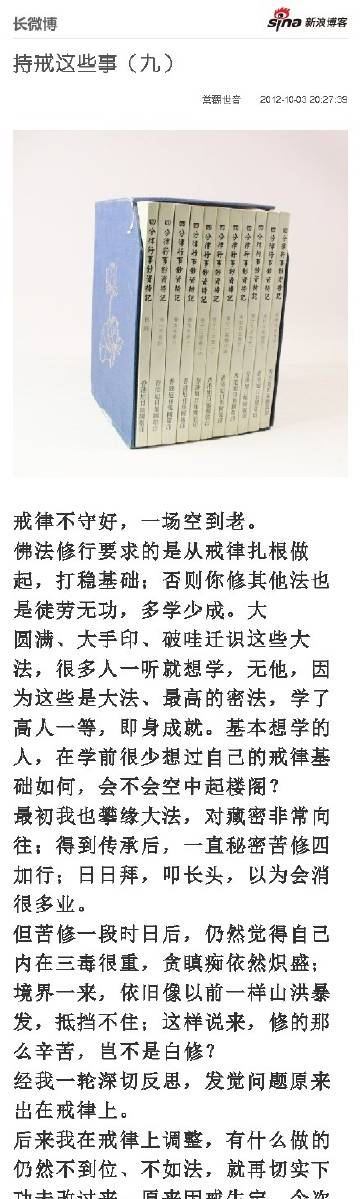 长微博
sina 新浪博客
持戒这些事（九）
2012-10-03 20:27:39
四分律行事钞资持记
戒律不守好，一场空到老。
佛法修行要求的是从戒律扎根做
起，打稳基础；否则你修其他法也
是徒劳无功，多学少成。大
圆满、大手印、破哇迁识这些大
法，很多人一听就想学，无他，因
为这些是大法、最高的密法，学了
高人一等，即身成就。基本想学的
人，在学前很少想过自己的戒律基
础如何，会不会空中起楼阁？
最初我也攀缘大法，对藏密非常向
往；得到传承后，一直秘密苦修四
加行；日日拜，叩长头，以为会消
很多业。
但苦修一段时日后，仍然觉得自己
内在三毒很重，贪瞋痴依然炽盛；
境界一来，依旧像以前一样山洪暴
发，抵挡不住；这样说来，修的那
么辛苦，岂不是白修？
经我一轮深切反思，发觉问题原来
出在戒律上。
后来我在戒律上调整，有什么做的
仍然不到位、不如法，就再切实下